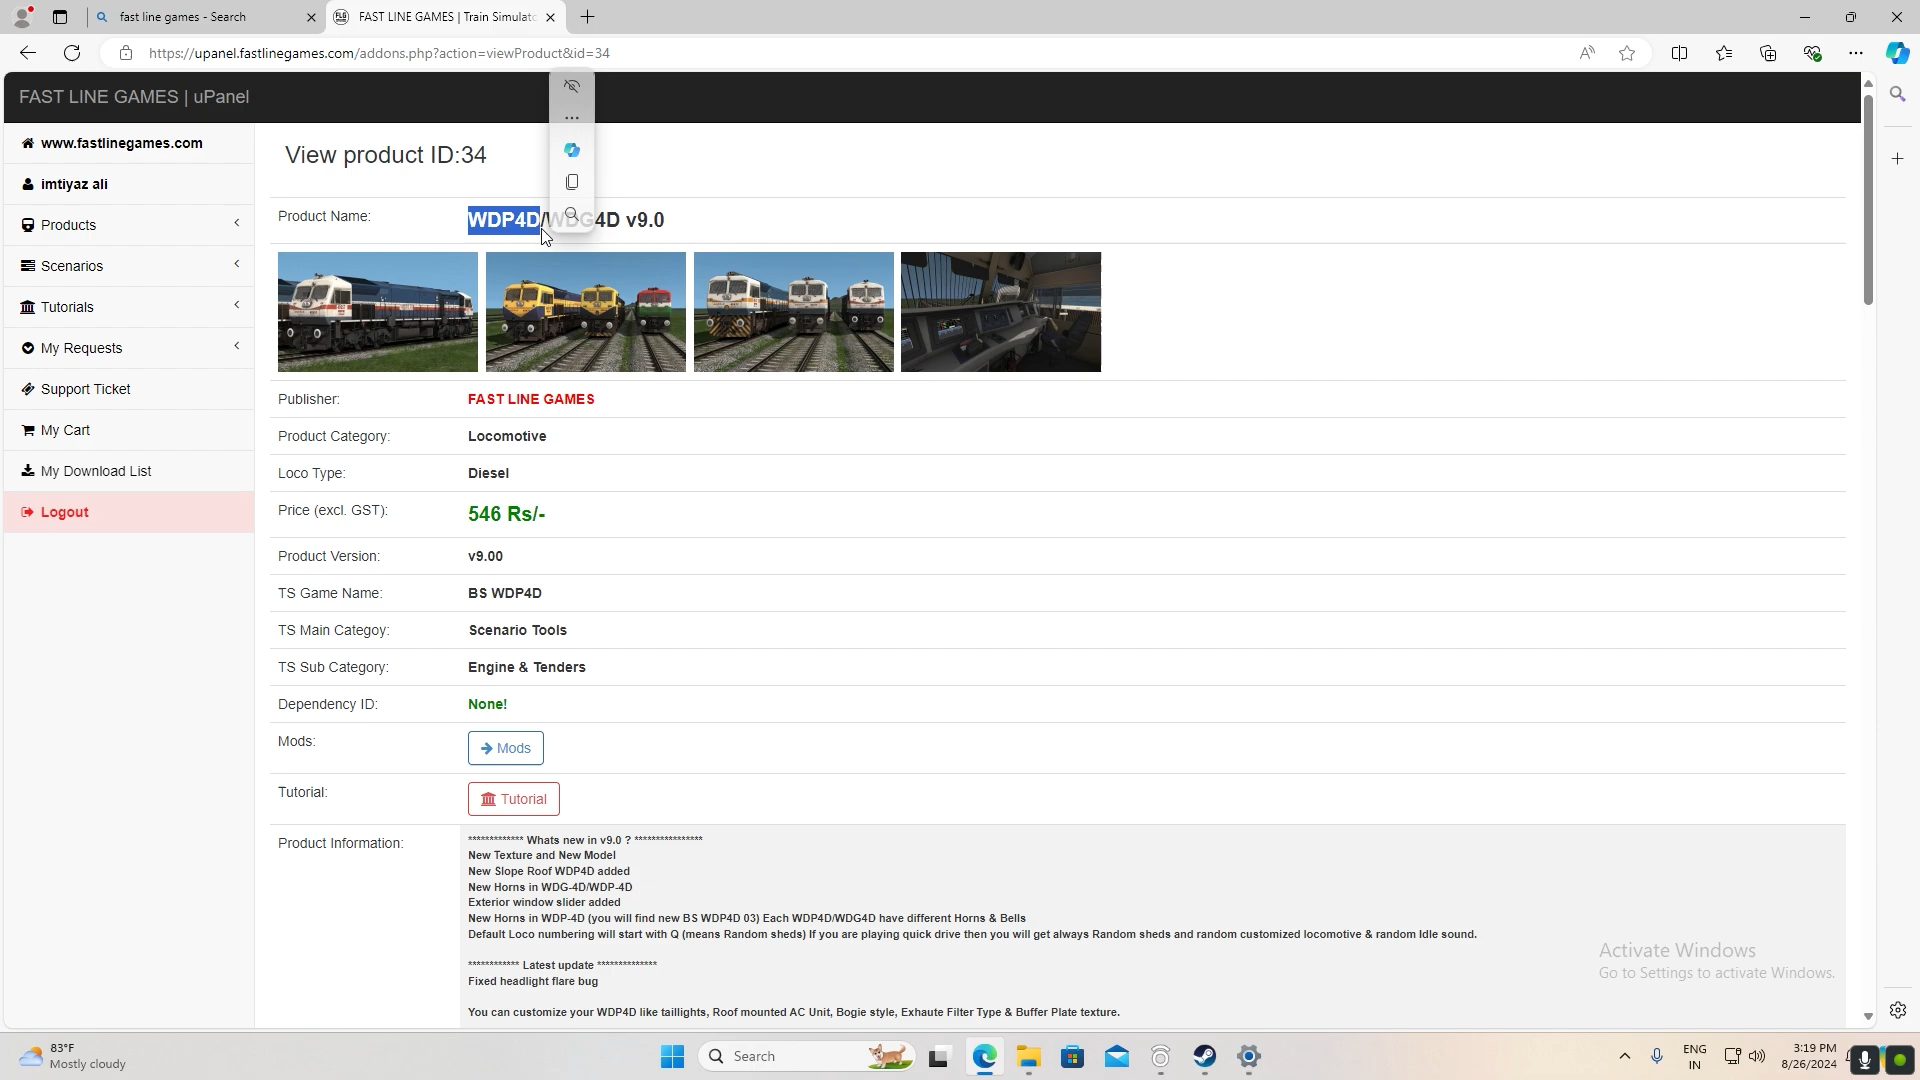 fast line games - Search
FAST LINE GAMES | Train Simulato
https://upanel.fastlinegames.com/addons.php?action=viewProduct&id=34
FAST LINE GAMES | uPanel
www.fastlinegames.com
imtiyaz ali
Products
Scenarios
Tutorials
My Requests
Support Ticket
My Cart
My Download List
Logout
View product ID:34
Product Name: WDP4D/WDG4D v9.0
Publisher: FAST LINE GAMES
Product Category: Locomotive
Loco Type: Diesel
Price (excl. GST): 546 Rs/-
Product Version: v9.00
TS Game Name: BS WDP4D
TS Main Categoy: Scenario Tools
TS Sub Category: Engine & Tenders
Dependency ID: None!
Mods: Mods
Tutorial: Tutorial
Product Information: ************* Whats new in v9.0 ? ****************
New Texture and New Model
New Slope Roof WDP4D added
New Horns in WDG-4D/WDP-4D
Exterior window slider added
New Horns in WDP-4D (you will find new BS WDP4D 03) Each WDP4D/WDG4D have different Horns & Bells
Default Loco numbering will start with Q (means Random sheds) If you are playing quick drive then you will get always Random sheds and random customized locomotive & random Idle sound.
************ Latest update **************
Fixed headlight flare bug
You can customize your WDP4D like taillights, Roof mounted AC Unit, Bogie style, Exhaute Filter Type & Buffer Plate texture.
Activate Windows
Go to Settings to activate Windows.
83°F
Mostly cloudy
Search
ENG
IN
3:19 PM
8/26/2024